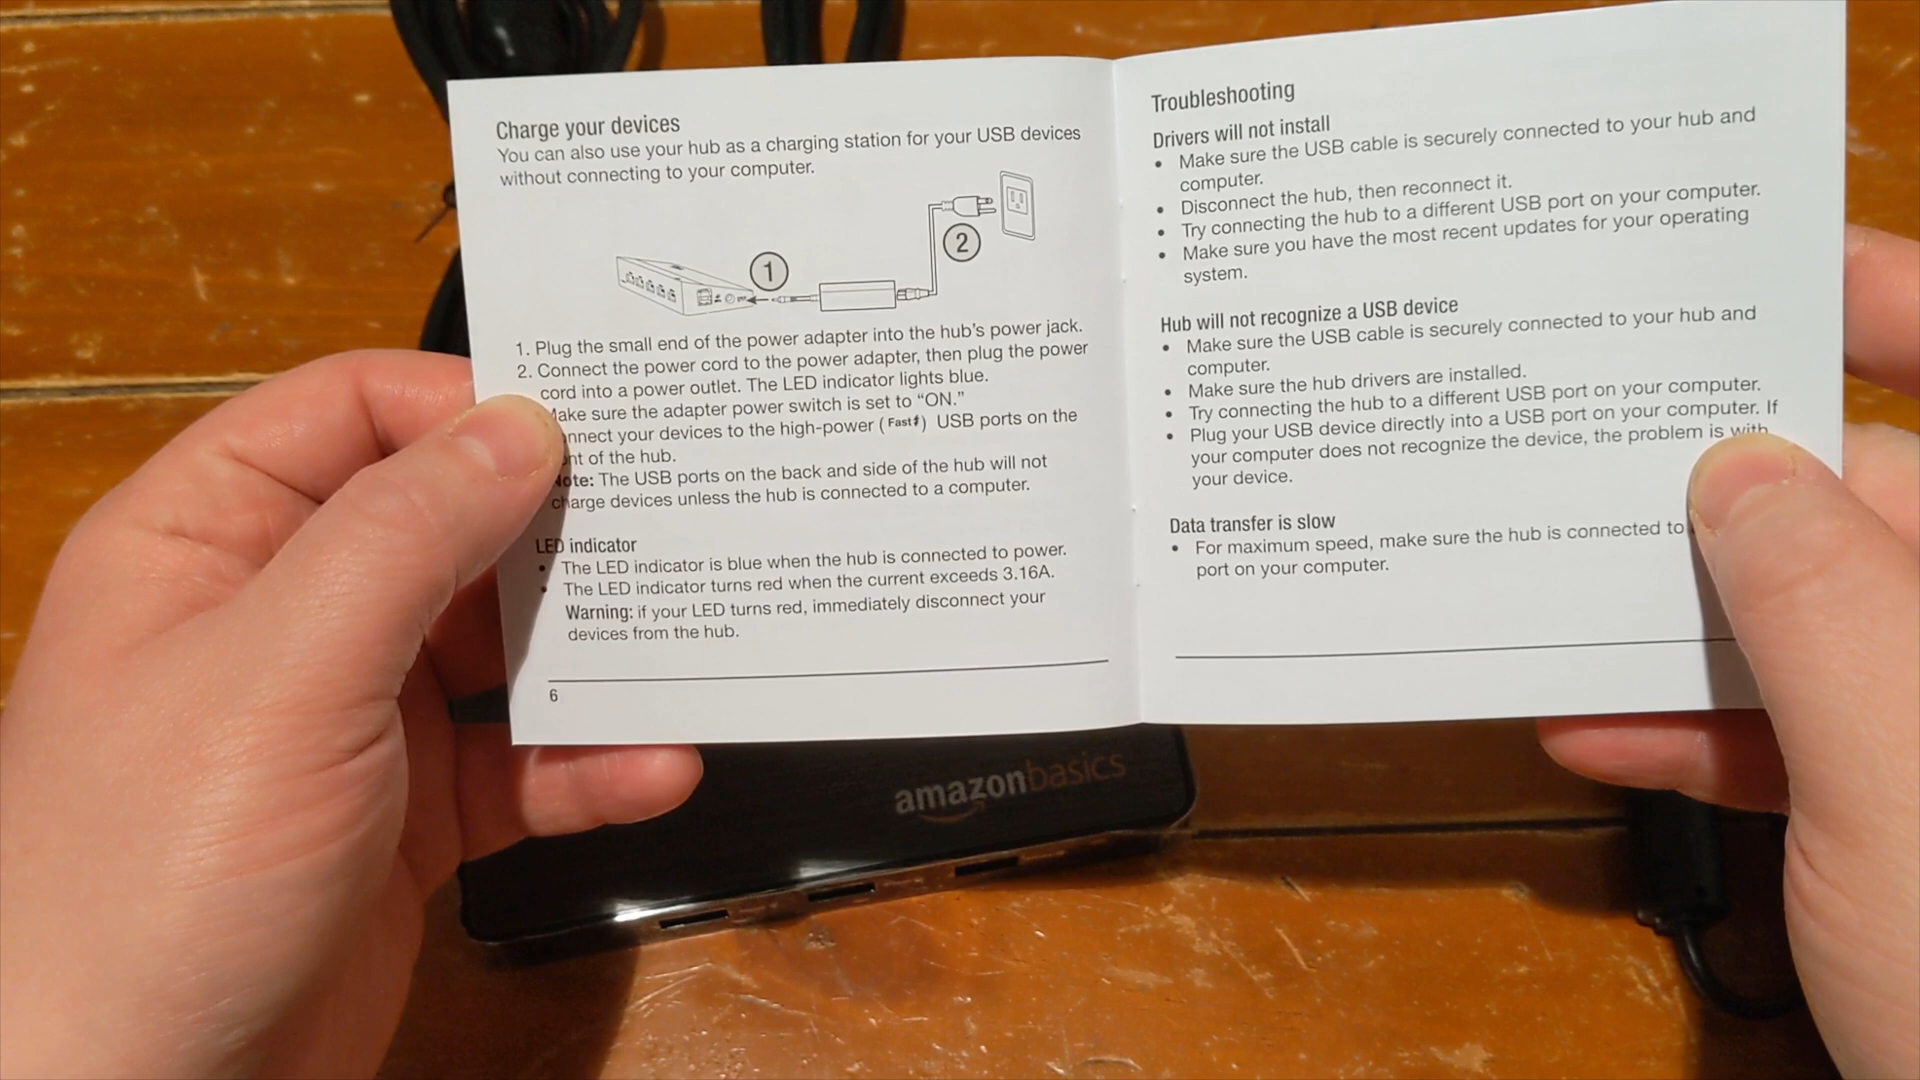 Charge your devices
You can also use your hub as a charging station for your USB devices
without connecting to your computer.
1
2
1. Plug the small end of the power adapter into the hub's power jack.
2. Connect the power cord to the power adapter, then plug the power
cord into a power outlet. The LED indicator lights blue.
sure the adapter power switch is set to “ON.”
your devices to the high-power (Fast) USB ports on the
of the hub.
The USB ports on the back and side of the hub will not
charge devices unless the hub is connected to a computer.
LED indicator
• The LED indicator is blue when the hub is connected to power.
• The LED indicator turns red when the current exceeds 3.16A.
Warning: if your LED turns red, immediately disconnect your
devices from the hub.
6
Troubleshooting
Drivers will not install
• Make sure the USB cable is securely connected to your hub and
computer.
• Disconnect the hub, then reconnect it.
• Try connecting the hub to a different USB port on your computer.
• Make sure you have the most recent updates for your operating
system.
Hub will not recognize a USB device
• Make sure the USB cable is securely connected to your hub and
computer.
• Make sure the hub drivers are installed.
• Try connecting the hub to a different USB port on your computer.
• Plug your USB device directly into a USB port on your computer. If
your computer does not recognize the device, the problem is with
your device.
Data transfer is slow
• For maximum speed, make sure the hub is connected to
port on your computer.
amazonbasics